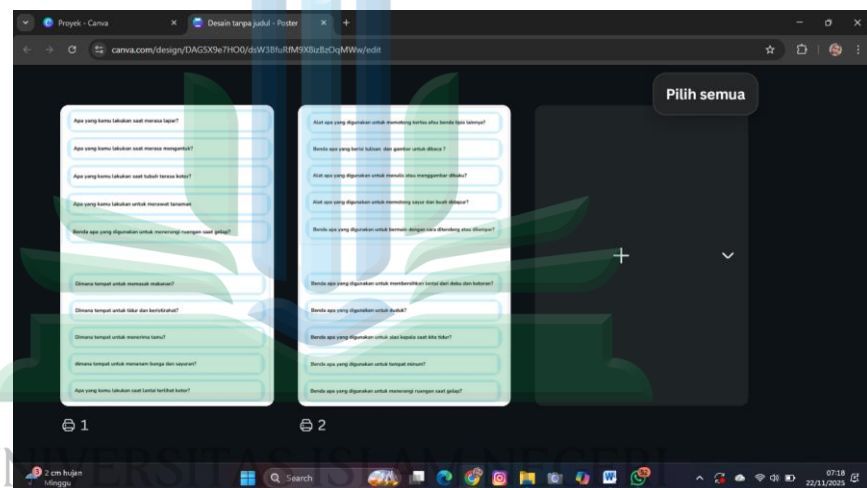 Proyek - Canva
Desain tanpa judul - Poster
canva.com/design/DAG5X9e7HO0/dsW3BfuRfM9X8izBzOqMWw/edit
Pilih semua
Apa yang kamu lakukan saat merasa lapar?
Apa yang kamu lakukan saat merasa mengantuk?
Apa yang kamu lakukan saat tubuh terasa kotor?
Apa yang kamu lakukan untuk merawat tanaman
Benda apa yang digunakan untuk menerangi ruangan saat gelap?
Dimana tempat untuk memasak makanan?
Dimana tempat untuk tidur dan beristirahat?
Dimana tempat untuk menerima tamu?
dimana tempat untuk menanam bunga dan sayuran?
Apa yang kamu lakukan saat lantai terlihat kotor?
1
Alat apa yang digunakan untuk memotong kertas atau benda tipis lainnya?
Benda apa yang berisi tulisan dan gambar untuk dibaca ?
Alat apa yang digunakan untuk menulis atau menggambar dibuku?
Alat apa yang digunakan untuk memotong sayur dan buah didapur?
Benda apa yang digunakan untuk bermain dengan cara ditendang atau dilempar?
Benda apa yang digunakan untuk membersihkan lantai dari debu dan kotoran?
Benda apa yang digunakan untuk duduk?
Benda apa yang digunakan untuk alas kepala saat kita tidur?
Benda apa yang digunakan untuk tempat minum?
Benda apa yang digunakan untuk menerangi ruangan saat gelap?
2
UNIVERSITAS ISLAM NEGERI
2 cm hujan
Minggu
Search
07:18
22/11/2025